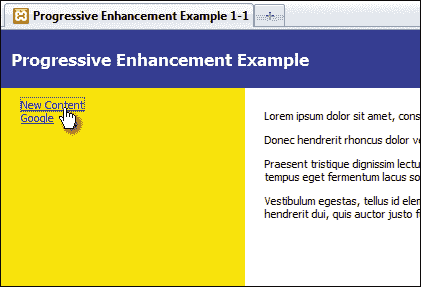 Progressive Enhancement Example 1-1
Progressive Enhancement Example
New Content
Google
Lorem ipsum dolor sit amet, cons
Donec hendrerit rhoncus dolor
Praesent tristique dignissim lectu
tempus eget fermentum lacus so
Vestibulum egestas, tellus id elem
hendrerit dui, quis auctor justo f